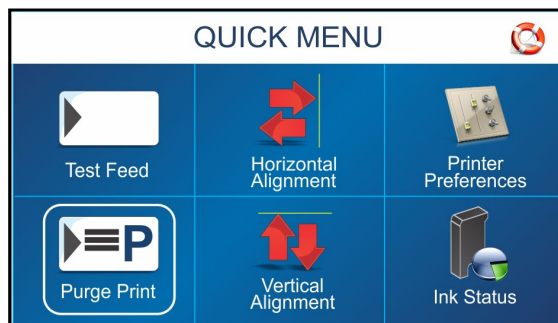 QUICK MENU
Test Feed
Horizontal
Alignment
Printer
Preferences
P
Purge Print
Vertical
Alignment
Ink Status